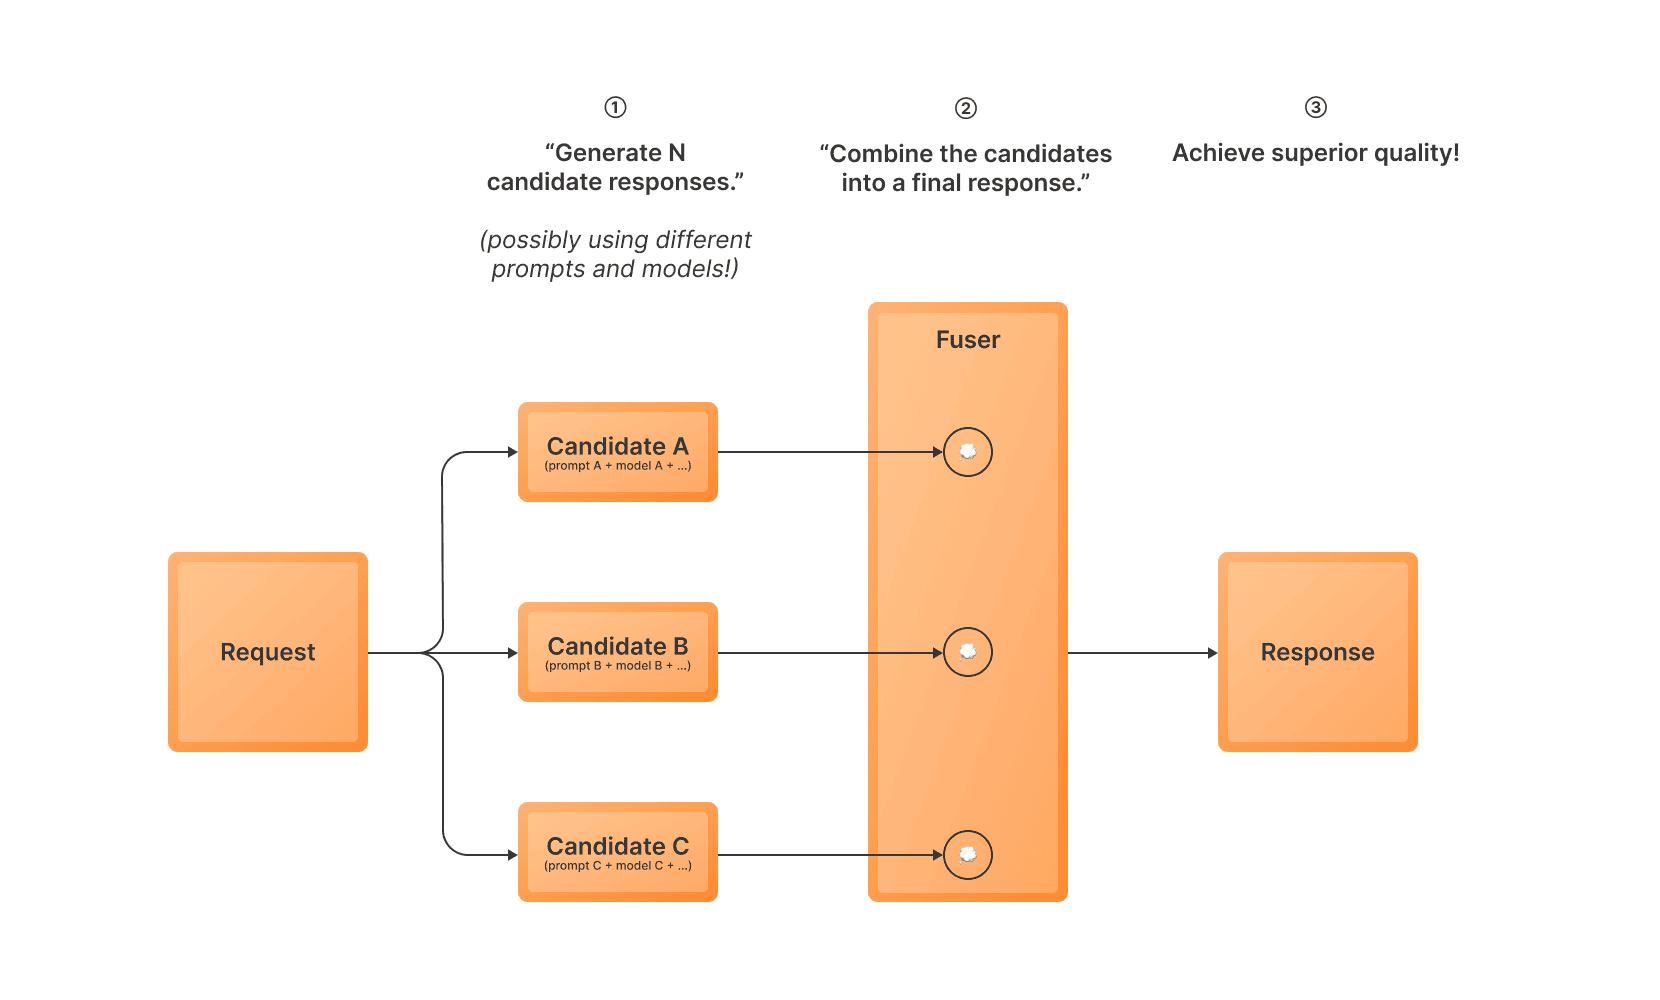 ①
“Generate N
candidate responses.”
(possibly using different
prompts and models!)
②
“Combine the candidates
into a final response.”
③
Achieve superior quality!
Request
Candidate A
(prompt A + model A + ...)
Candidate B
(prompt B + model B + ...)
Candidate C
(prompt C + model C + ...)
Fuser
Response